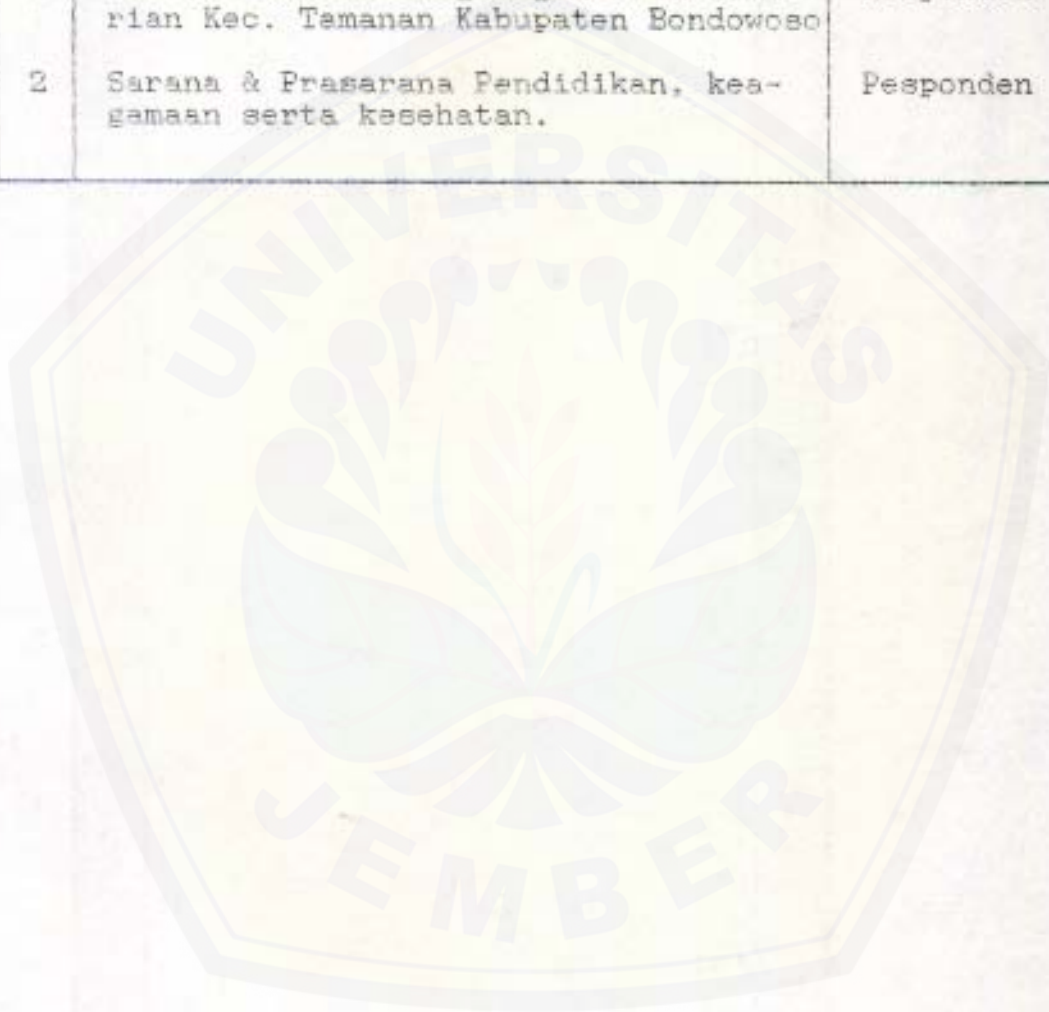 rian Kec. Tamanan Kabupaten Bondowoso
2 Sarana & Prasarana Pendidikan, kea- Pesponden
gamaan serta kesehatan.
UNIVERSITAS
JEMBER